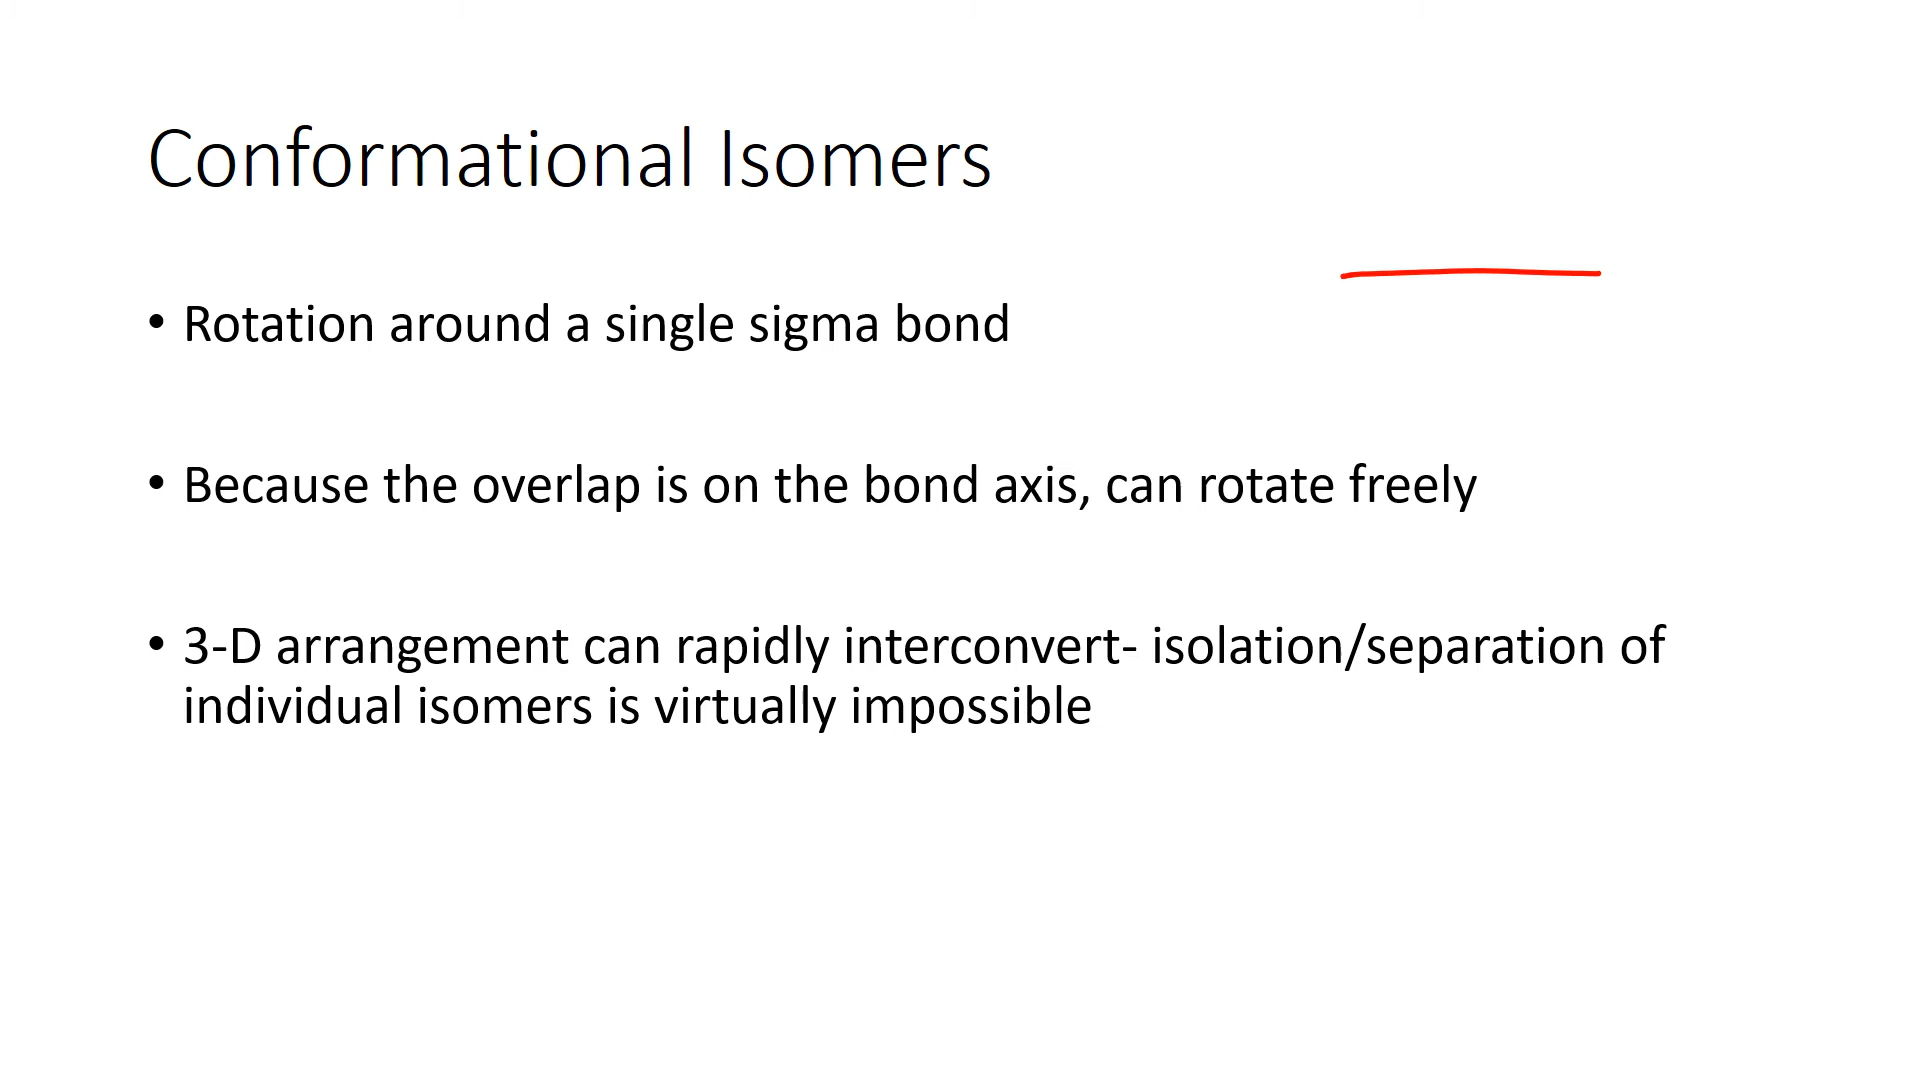 Conformational Isomers
• Rotation around a single sigma bond
• Because the overlap is on the bond axis, can rotate freely
• 3-D arrangement can rapidly interconvert- isolation/separation of
individual isomers is virtually impossible